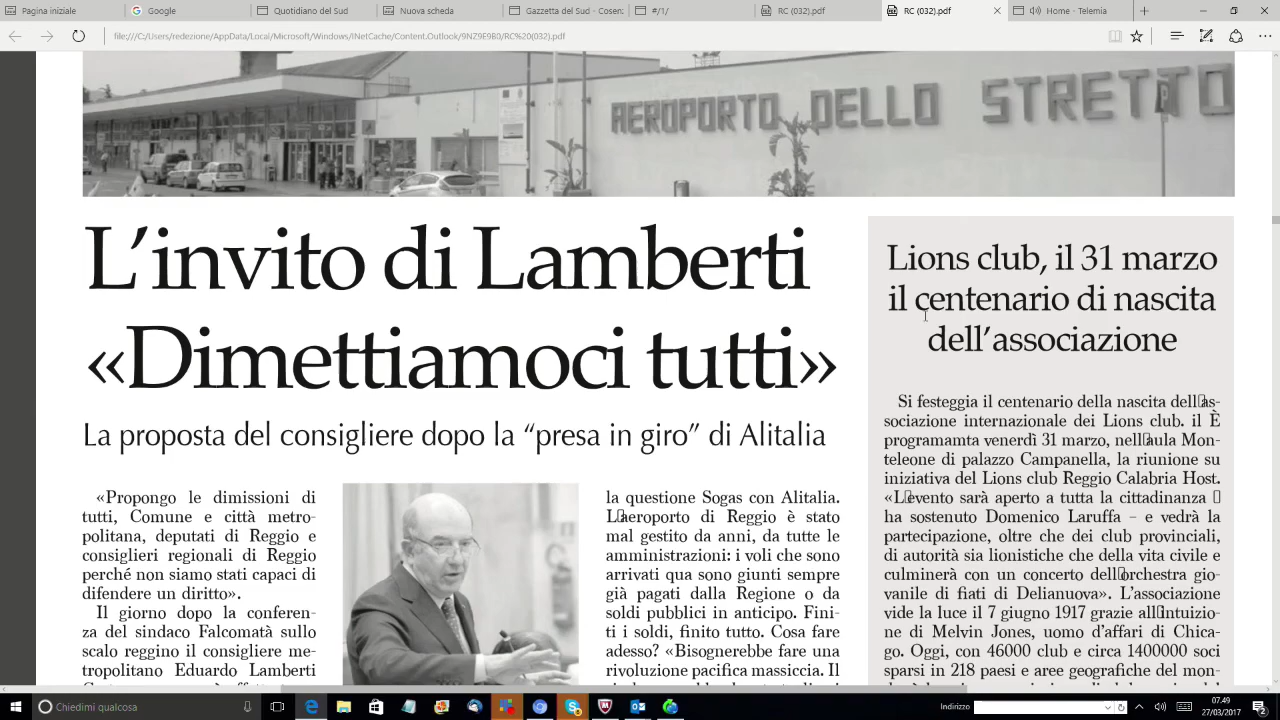 Pagina iniziale
Google
Quotidiano del Sud
Nuova scheda
Gazzetta del Sud - Cosen:
#/1/
RC (032).pdf
RC (032).pdf
Home - Telemia
file:///C:/Users/redezione/AppData/Local/Microsoft/Windows/INetCache/Content.Outlook/9NZ9E9B0/RC%20(032).pdf
AEROPORTO DELLO STRETTO
P
L’invito di Lamberti
«Dimettiamoci tutti»
La proposta del consigliere dopo la “presa in giro” di Alitalia
«Propongo le dimissioni di
tutti, Comune e città metro-
politana, deputati di Reggio e
consiglieri regionali di Reggio
perché non siamo stati capaci di
difendere un diritto».
Il giorno dopo la conferen-
za del sindaco Falcomatà sullo
scalo reggino il consigliere me-
tropolitano Eduardo Lamberti
la questione Sogas con Alitalia.
L▯aeroporto di Reggio è stato
mal gestito da anni, da tutte le
amministrazioni: i voli che sono
arrivati qua sono giunti sempre
già pagati dalla Regione o da
soldi pubblici in anticipo. Fini-
ti i soldi, finito tutto. Cosa fare
adesso? «Bisognerebbe fare una
rivoluzione pacifica massiccia. Il
Lions club, il 31 marzo
il centenario di nascita
dell’associazione
Si festeggia il centenario della nascita dell▯as-
sociazione internazionale dei Lions club. il È
programamta venerdì 31 marzo, nell▯aula Mon-
teleone di palazzo Campanella, la riunione su
iniziativa del Lions club Reggio Calabria Host.
«L▯evento sarà aperto a tutta la cittadinanza ▯
ha sostenuto Domenico Laruffa – e vedrà la
partecipazione, oltre che dei club provinciali,
di autorità sia lionistiche che della vita civile e
culminerà con un concerto dell▯orchestra gio-
vanile di fiati di Delianuova». L’associazione
vide la luce il 7 giugno 1917 grazie all▯intuizio-
ne di Melvin Jones, uomo d’affari di Chica-
go. Oggi, con 46000 club e circa 1400000 soci
sparsi in 218 paesi e aree geografiche del mon-
Chiedimi qualcosa
Indirizzo
07.49
27/03/2017
2